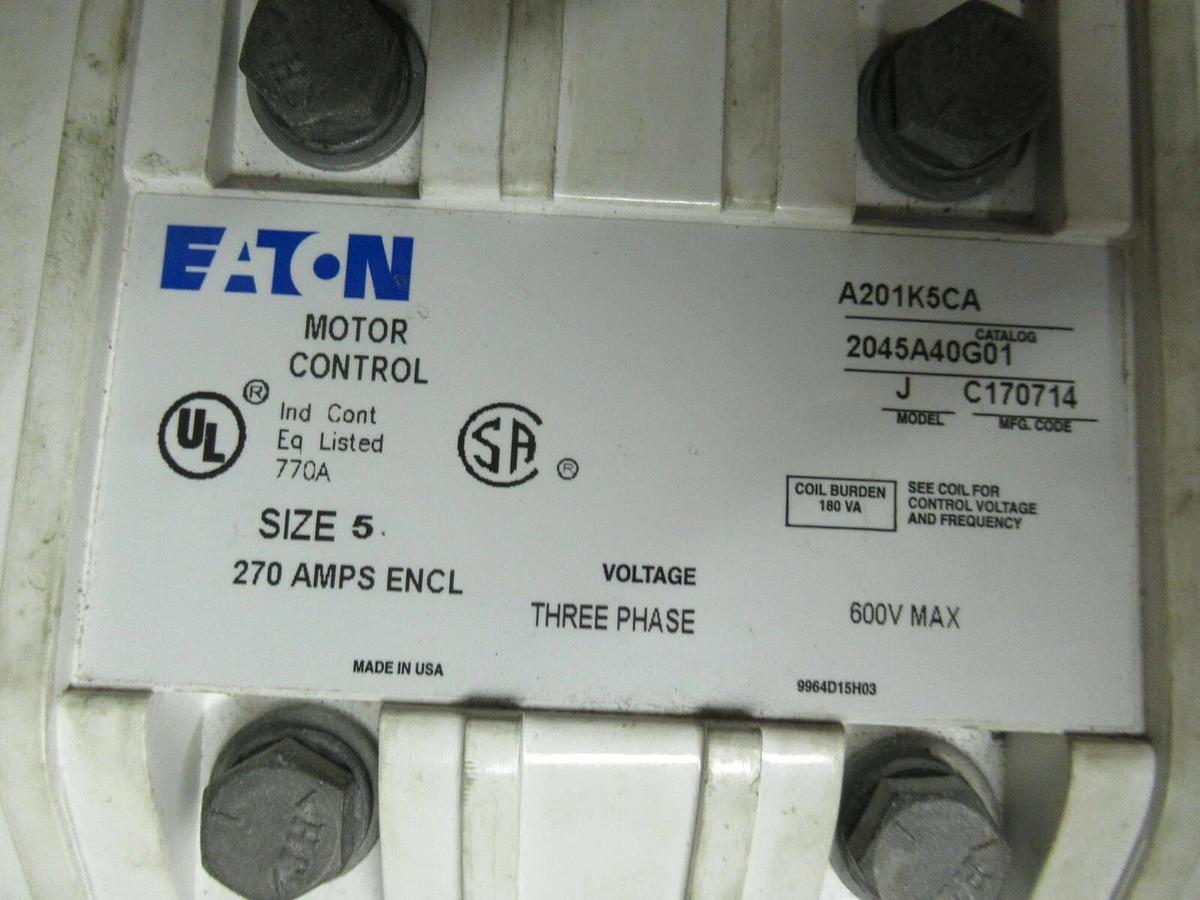 EATON
MOTOR
CONTROL
UL ®
Ind Cont
Eq Listed
770A
SA ®
SIZE 5
270 AMPS ENCL
VOLTAGE
THREE PHASE
600V MAX
MADE IN USA
9964D15H03
A201K5CA
CATALOG
2045A40G01
J C170714
MODEL MFG. CODE
COIL BURDEN
180 VA
SEE COIL FOR
CONTROL VOLTAGE
AND FREQUENCY